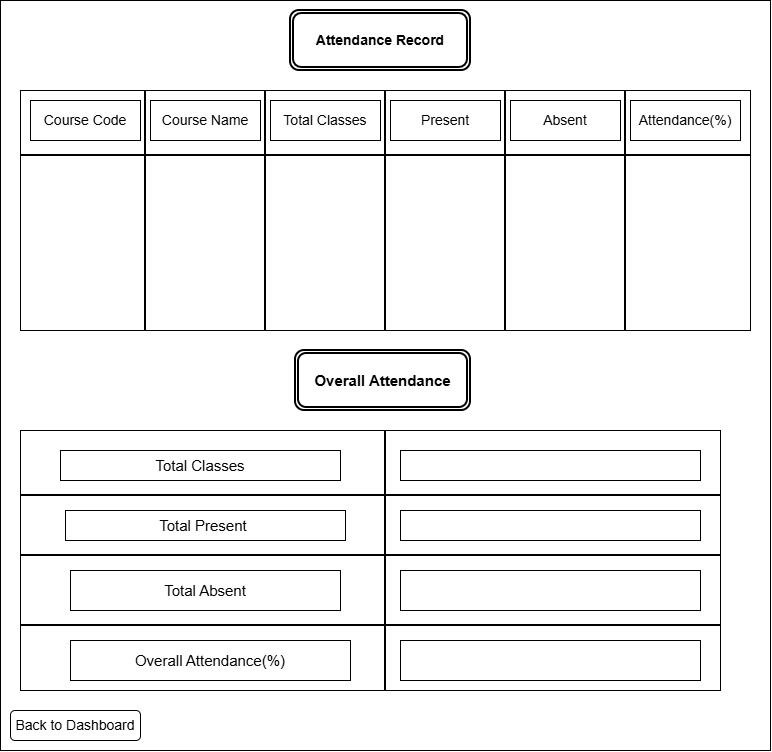 Attendance Record
Course Code Course Name Total Classes Present Absent Attendance(%)
Overall Attendance
Total Classes
Total Present
Total Absent
Overall Attendance(%)
Back to Dashboard